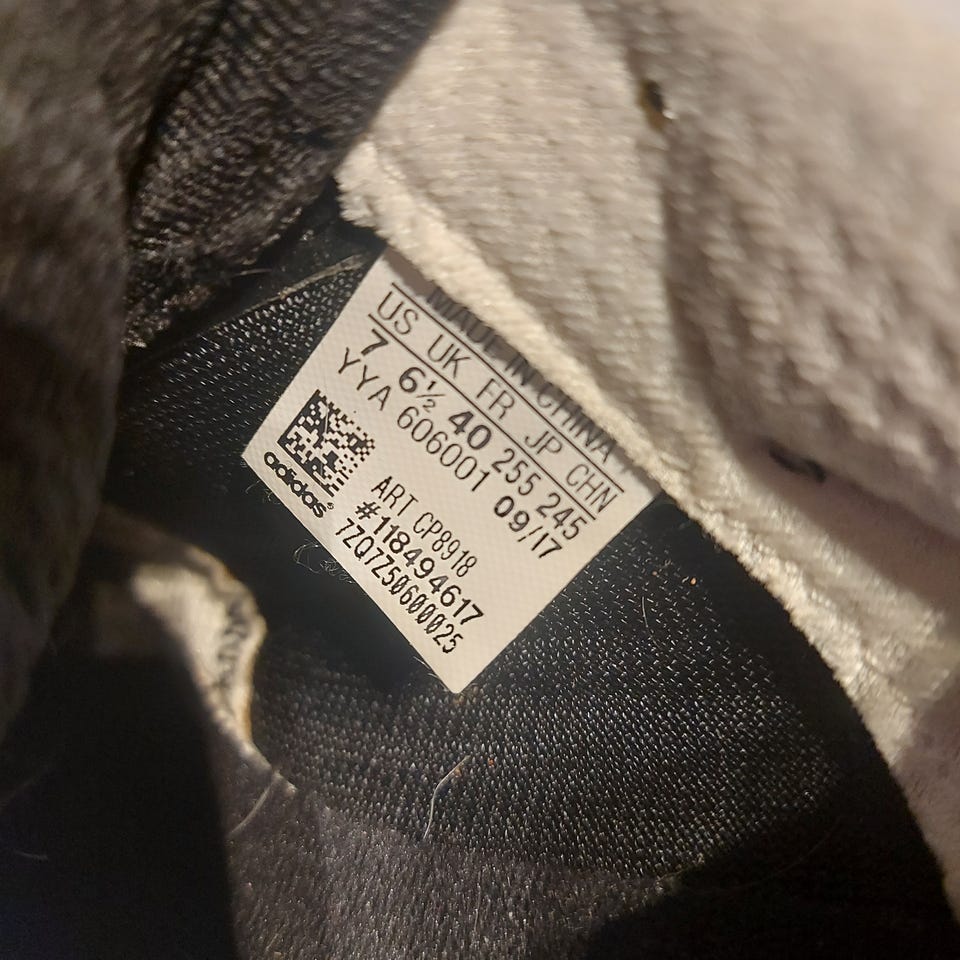 MADE IN CHINA
US UK FR JP CHN
7 6½ 40 255 245
YYA 606001 09/17
adidas
ART CP8918
#118494617
7ZQ7Z50600025